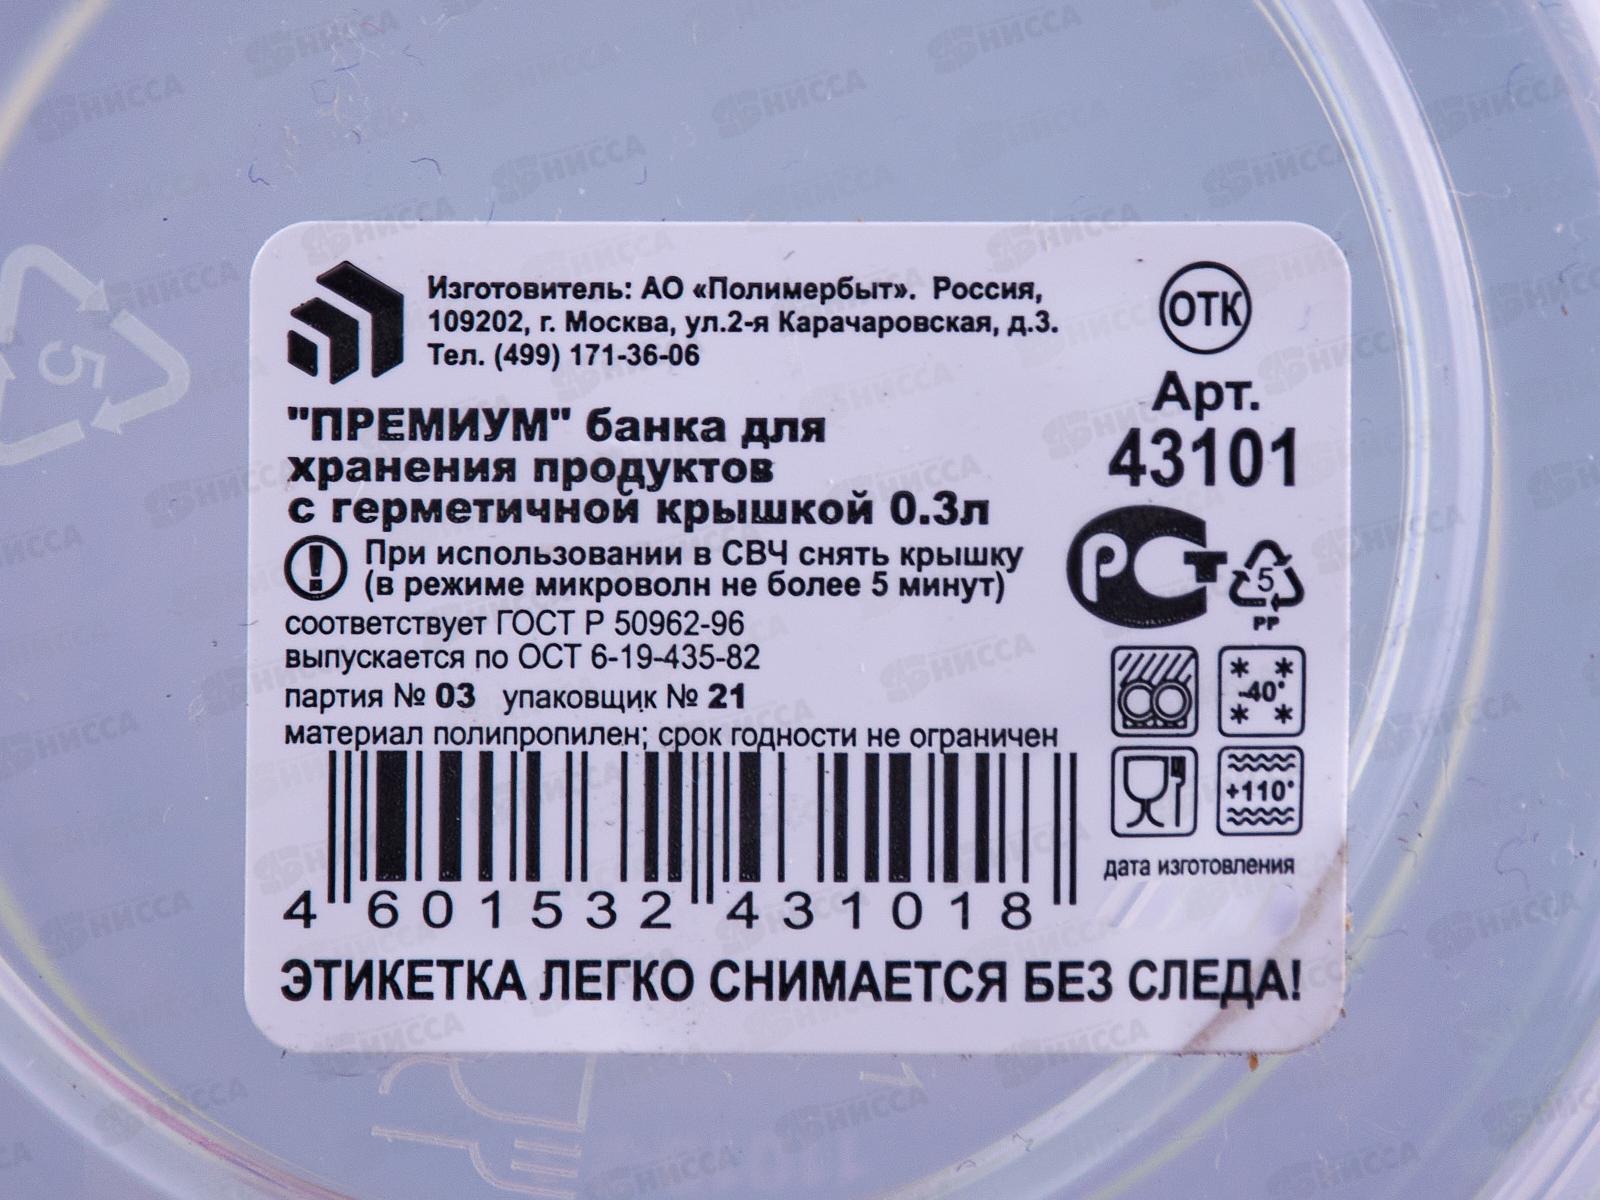 Изготовитель: АО «Полимербыт». Россия,
109202, г. Москва, ул.2-я Карачаровская, д.3.
Тел. (499) 171-36-06
ОТК
Арт.
43101
"ПРЕМИУМ" банка для
хранения продуктов
с герметичной крышкой 0.3л
При использовании в СВЧ снять крышку
(в режиме микроволн не более 5 минут)
РСТ
5
PP
соответствует ГОСТ Р 50962-96
выпускается по ОСТ 6-19-435-82
партия № 03 упаковщик № 21
материал полипропилен; срок годности не ограничен
-40°
+110°
дата изготовления
4 601532 431018
ЭТИКЕТКА ЛЕГКО СНИМАЕТСЯ БЕЗ СЛЕДА!
5
НИССА